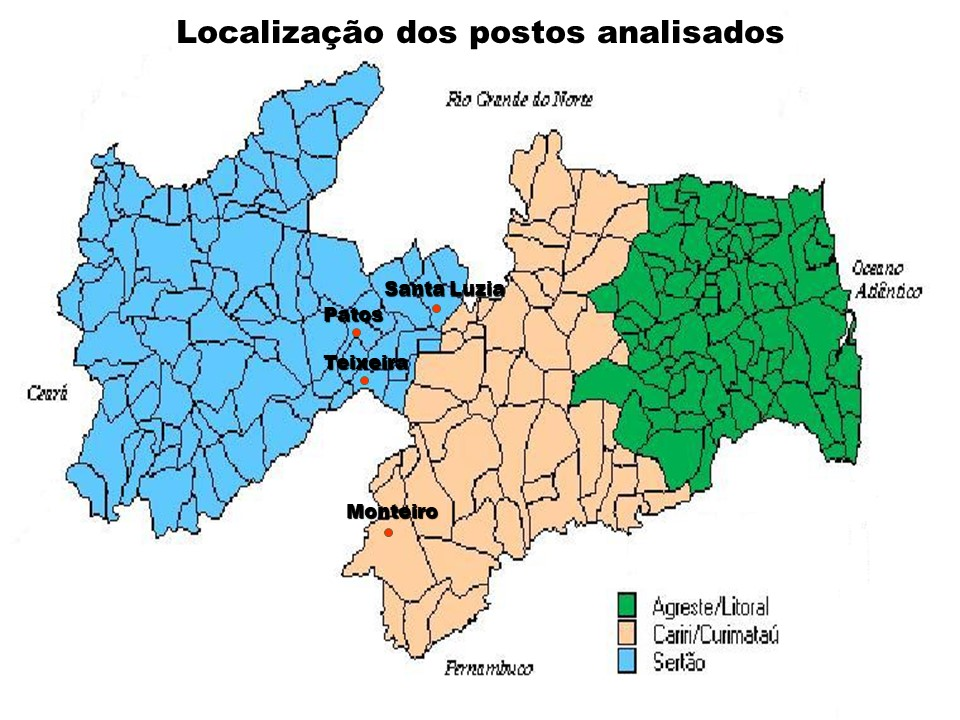 Localização dos postos analisados
Rio Grande do Norte
Oceano
Atlântico
Santa Luzia
Patos
Teixeira
Ceará
Monteiro
Agreste/Litoral
Cariri/Curimataú
Sertão
Pernambuco